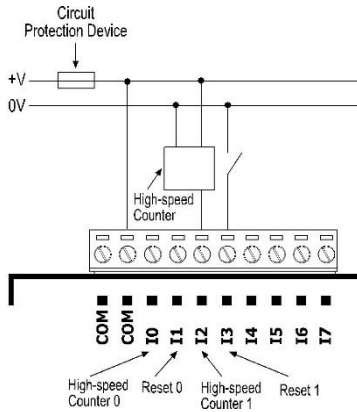 Circuit
Protection Device
+V
0V
High-speed
Counter
COM
COM
I0
I1
I2
I3
I4
I5
I6
I7
High-speed
Counter 0
Reset 0
High-speed
Counter 1
Reset 1